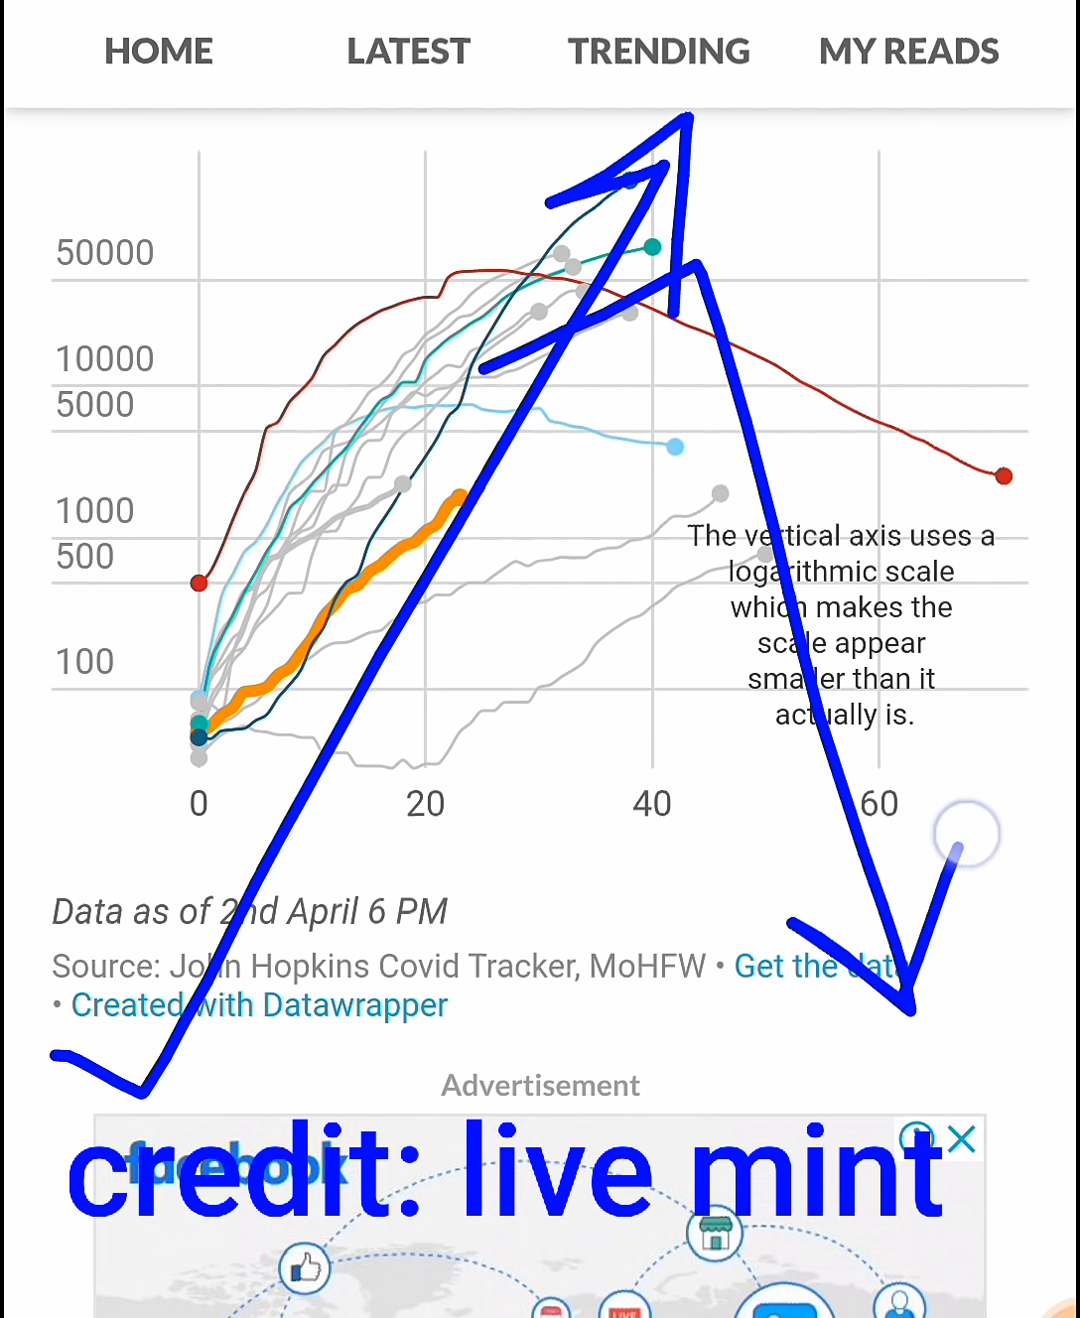 HOME LATEST TRENDING MY READS
50000
10000
5000
1000
500
100
The vertical axis uses a
logarithmic scale
which makes the
scale appear
smaller than it
actually is.
0 20 40 60
Data as of 2nd April 6 PM
Source: John Hopkins Covid Tracker, MoHFW • Get the data
• Created with Datawrapper
Advertisement
facebook
credit: live mint
LIVE